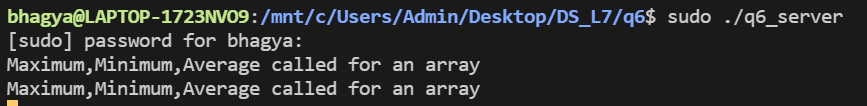 bhagya@LAPTOP-1723NVO9:/mnt/c/Users/Admin/Desktop/DS_L7/q6$ sudo ./q6_server
[sudo] password for bhagya:
Maximum,Minimum,Average called for an array
Maximum,Minimum,Average called for an array